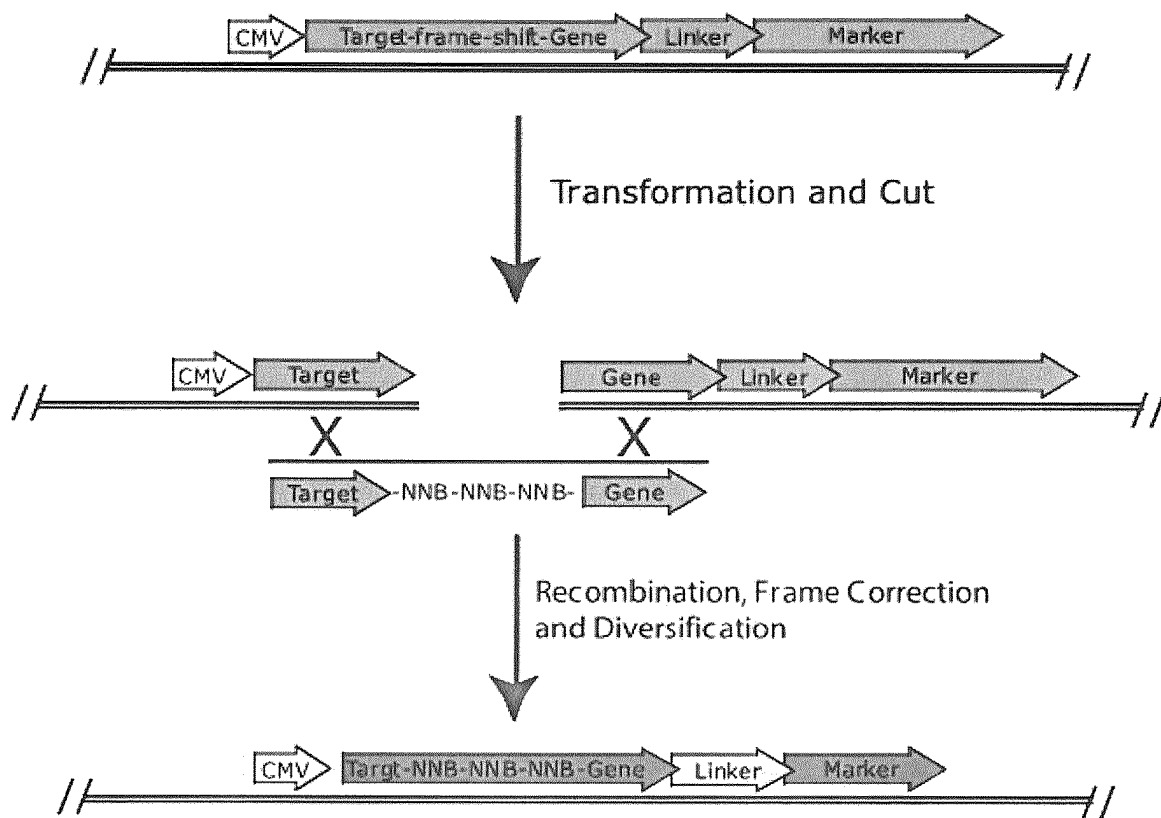 CMV Target-frame-shift-Gene Linker Marker
Transformation and Cut
CMV Target Gene Linker Marker
X X
Target -NNB-NNB-NNB- Gene
Recombination, Frame Correction
and Diversification
CMV Targt-NNB-NNB-NNB-Gene Linker Marker